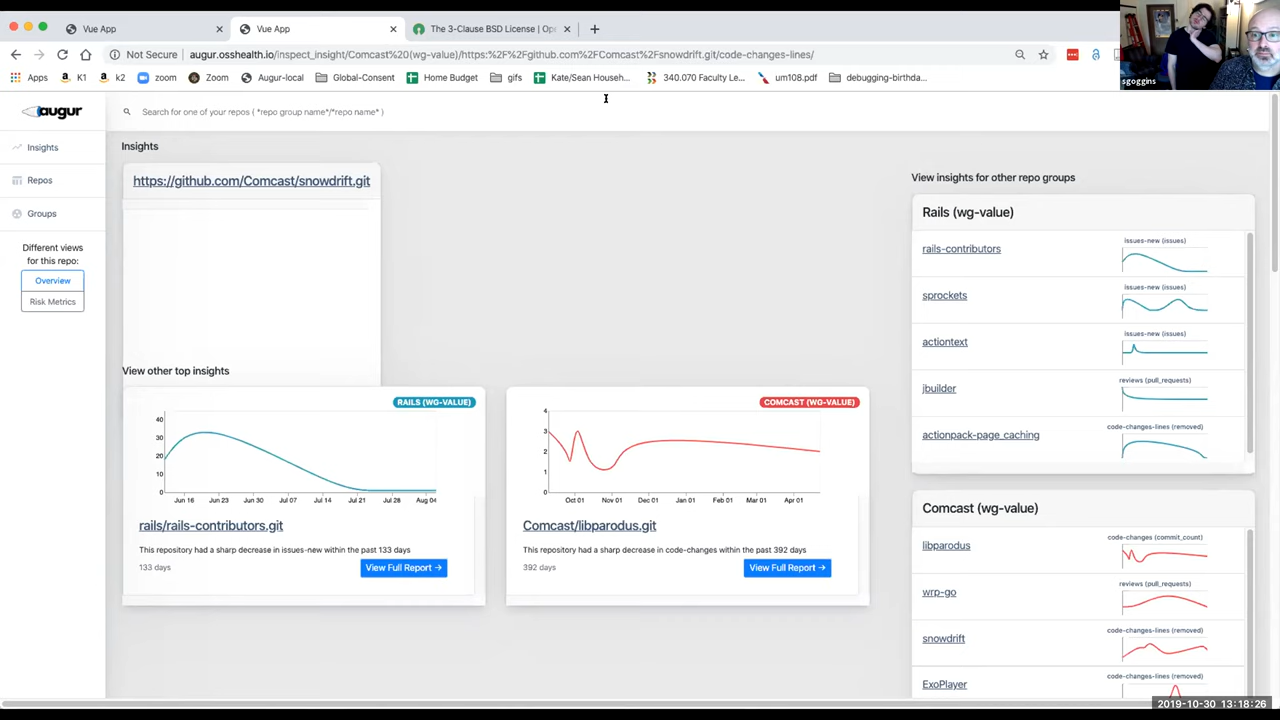 Vue App
Vue App
The 3-Clause BSD License | Op
Not Secure
augur.osshealth.io/inspect_insight/Comcast%20(wg-value)/https:%2F%2Fgithub.com%2FComcast%2Fsnowdrift.git/code-changes-lines/
Apps
K1
k2
zoom
Zoom
Augur-local
Global-Consent
Home Budget
gifs
Kate/Sean Househ...
340.070 Faculty Le...
um108.pdf
debugging-birthda...
sgoggins
augur
Search for one of your repos ( *repo group name*/*repo name* )
Insights
Repos
Groups
Different views
for this repo:
Overview
Risk Metrics
Insights
https://github.com/Comcast/snowdrift.git
View other top insights
RAILS (WG-VALUE)
40
30
20
10
0
Jun 16 Jun 23 Jun 30 Jul 07 Jul 14 Jul 21 Jul 28 Aug 04
rails/rails-contributors.git
This repository had a sharp decrease in issues-new within the past 133 days
133 days
View Full Report →
COMCAST (WG-VALUE)
4
3
2
1
0
Oct 01 Nov 01 Dec 01 Jan 01 Feb 01 Mar 01 Apr 01
Comcast/libparodus.git
This repository had a sharp decrease in code-changes within the past 392 days
392 days
View Full Report →
View insights for other repo groups
Rails (wg-value)
rails-contributors
issues-new (issues)
sprockets
issues-new (issues)
actiontext
issues-new (issues)
jbuilder
reviews (pull_requests)
actionpack-page_caching
code-changes-lines (removed)
Comcast (wg-value)
libparodus
code-changes (commit_count)
wrp-go
reviews (pull_requests)
snowdrift
code-changes-lines (removed)
ExoPlayer
code-changes-lines (removed)
2019-10-30 13:18:26